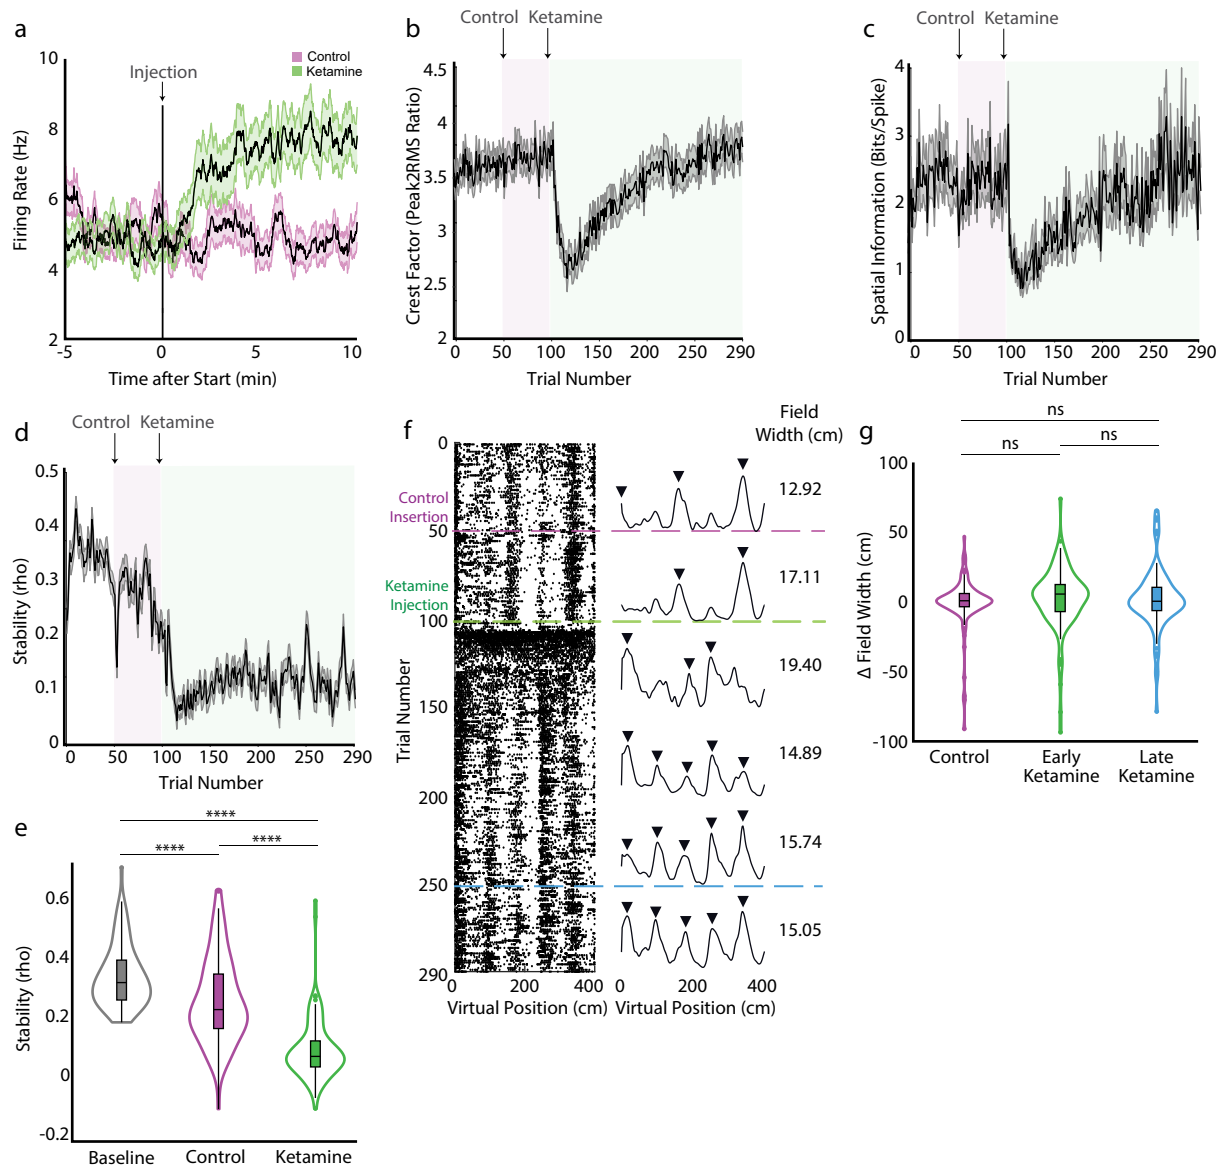 a
Control
Ketamine
Injection
Firing Rate (Hz)
10
8
6
4
2
-5
0
5
10
Time after Start (min)
b
Control
Ketamine
Crest Factor (Peak2RMS Ratio)
4.5
4
3.5
3
2.5
2
0
50
100
150
200
250
290
Trial Number
c
Control
Ketamine
Spatial Information (Bits/Spike)
4
3
2
1
0
0
50
100
150
200
250
290
Trial Number
d
Control
Ketamine
Stability (rho)
0.5
0.4
0.3
0.2
0.1
0
0
50
100
150
200
250
290
Trial Number
e
****
****
****
Stability (rho)
0.6
0.4
0.2
0
-0.2
Baseline
Control
Ketamine
f
Field
Width (cm)
Trial Number
0
Control
Insertion
50
Ketamine
Injection
100
150
200
250
290
12.92
17.11
19.40
14.89
15.74
15.05
0
200
400
Virtual Position (cm)
0
200
400
Virtual Position (cm)
g
ns
ns
ns
Δ Field Width (cm)
100
50
0
-50
-100
Control
Early
Ketamine
Late
Ketamine